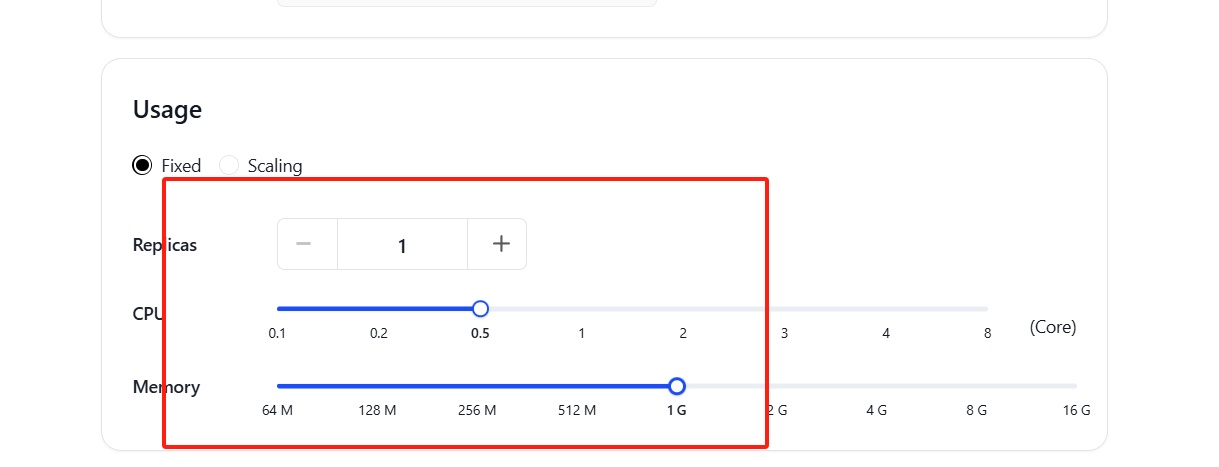 Usage
Fixed Scaling
Replicas 1
CPU
0.1 0.2 0.5 1 2 3 4 8 (Core)
Memory
64 M 128 M 256 M 512 M 1 G 2 G 4 G 8 G 16 G